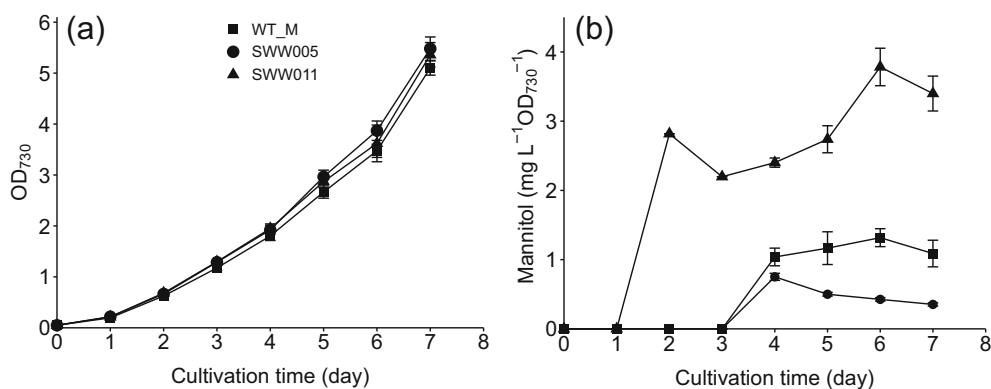 (a)
WT_M
SWW005
SWW011
OD₇₃₀
6
5
4
3
2
1
0
0 1 2 3 4 5 6 7 8
Cultivation time (day)
(b)
Mannitol (mg L⁻¹OD₇₃₀⁻¹)
4
3
2
1
0
0 1 2 3 4 5 6 7 8
Cultivation time (day)